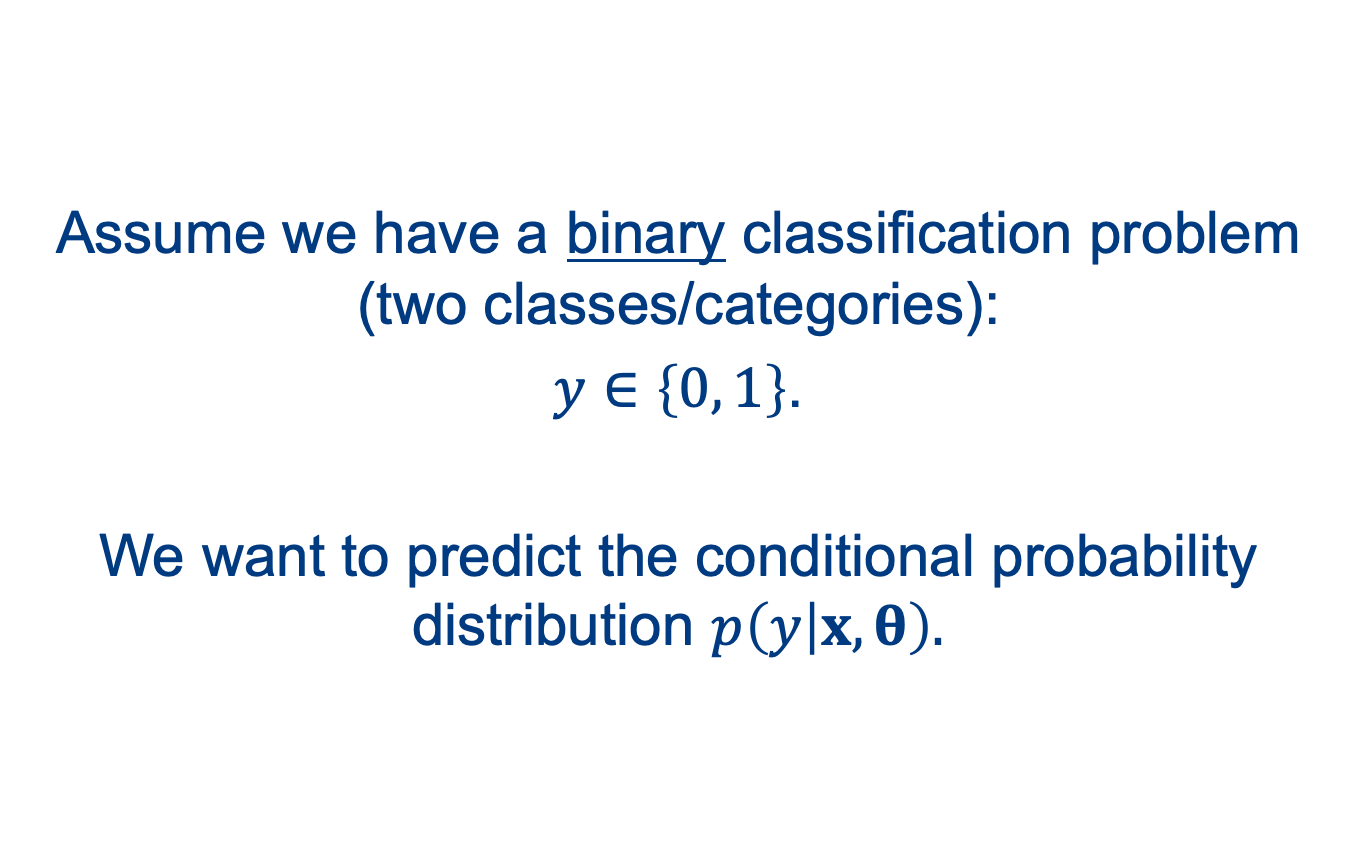 Assume we have a binary classification problem
(two classes/categories):
𝑦 ∈ {0, 1}.
We want to predict the conditional probability
distribution 𝑝(𝑦|𝐱, 𝛉).